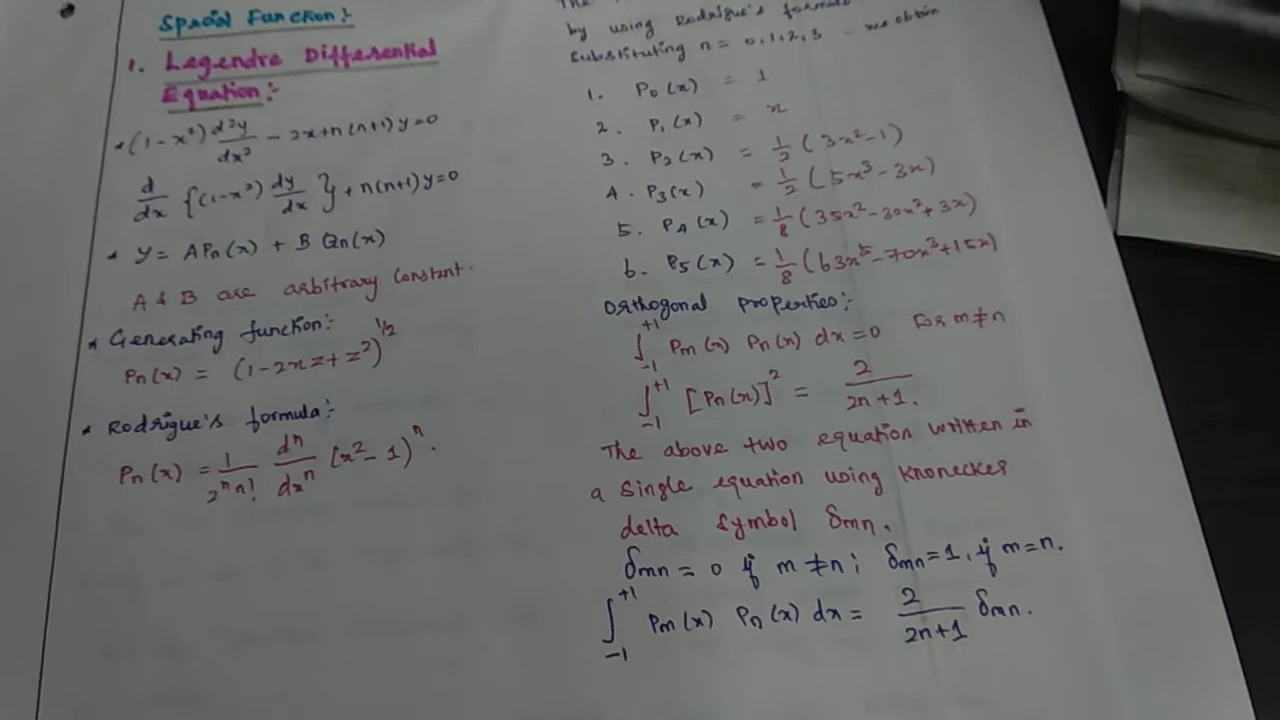 Special Function:-
1. Legendre Differential
Equation:-
* (1-x²) d²y/dx² - 2x+n(n+1)y=0
d/dx {(1-x²) dy/dx } + n(n+1)y=0
* y= APn(x) + B Qn(x)
A & B are arbitrary Constant.
* Generating function:-
Pn(x) = (1-2xz+z²)^1/2
* Rodrigue's formula:-
Pn(x) = 1/2ⁿn! dⁿ/dxⁿ (x²-1)ⁿ.
The
by using Rodrigue's formula
Substituting n= 0,1,2,3 .. we obtain
1. P₀(x) = 1
2. P₁(x) = x
3. P₂(x) = 1/2 (3x²-1)
4. P₃(x) = 1/2 (5x³-3x)
5. P₄(x) = 1/8 (35x²-30x²+3x)
6. P₅(x) = 1/8 (63x⁵-70x³+15x)
Orthogonal properties:-
∫₋₁⁺¹ Pm(x) Pn(x) dx=0 For m≠n
∫₋₁⁺¹ [Pn(x)]² = 2/2n+1.
The above two equation written in
a single equation using Kronecker
delta symbol δmn.
δmn = 0 if m≠n; δmn=1, if m=n.
∫₋₁⁺¹ Pm(x) Pn(x) dx= 2/2n+1 δmn.